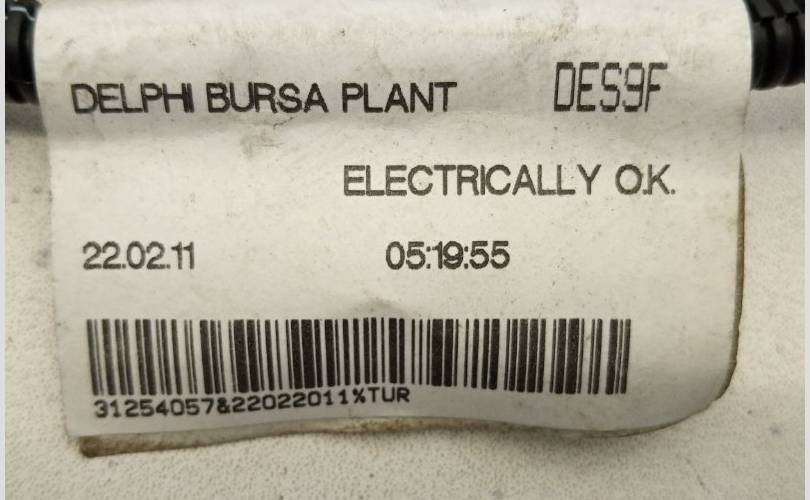 DELPHI BURSA PLANT DES9F
ELECTRICALLY O.K.
22.02.11 05:19:55
31254057&22022011%TUR